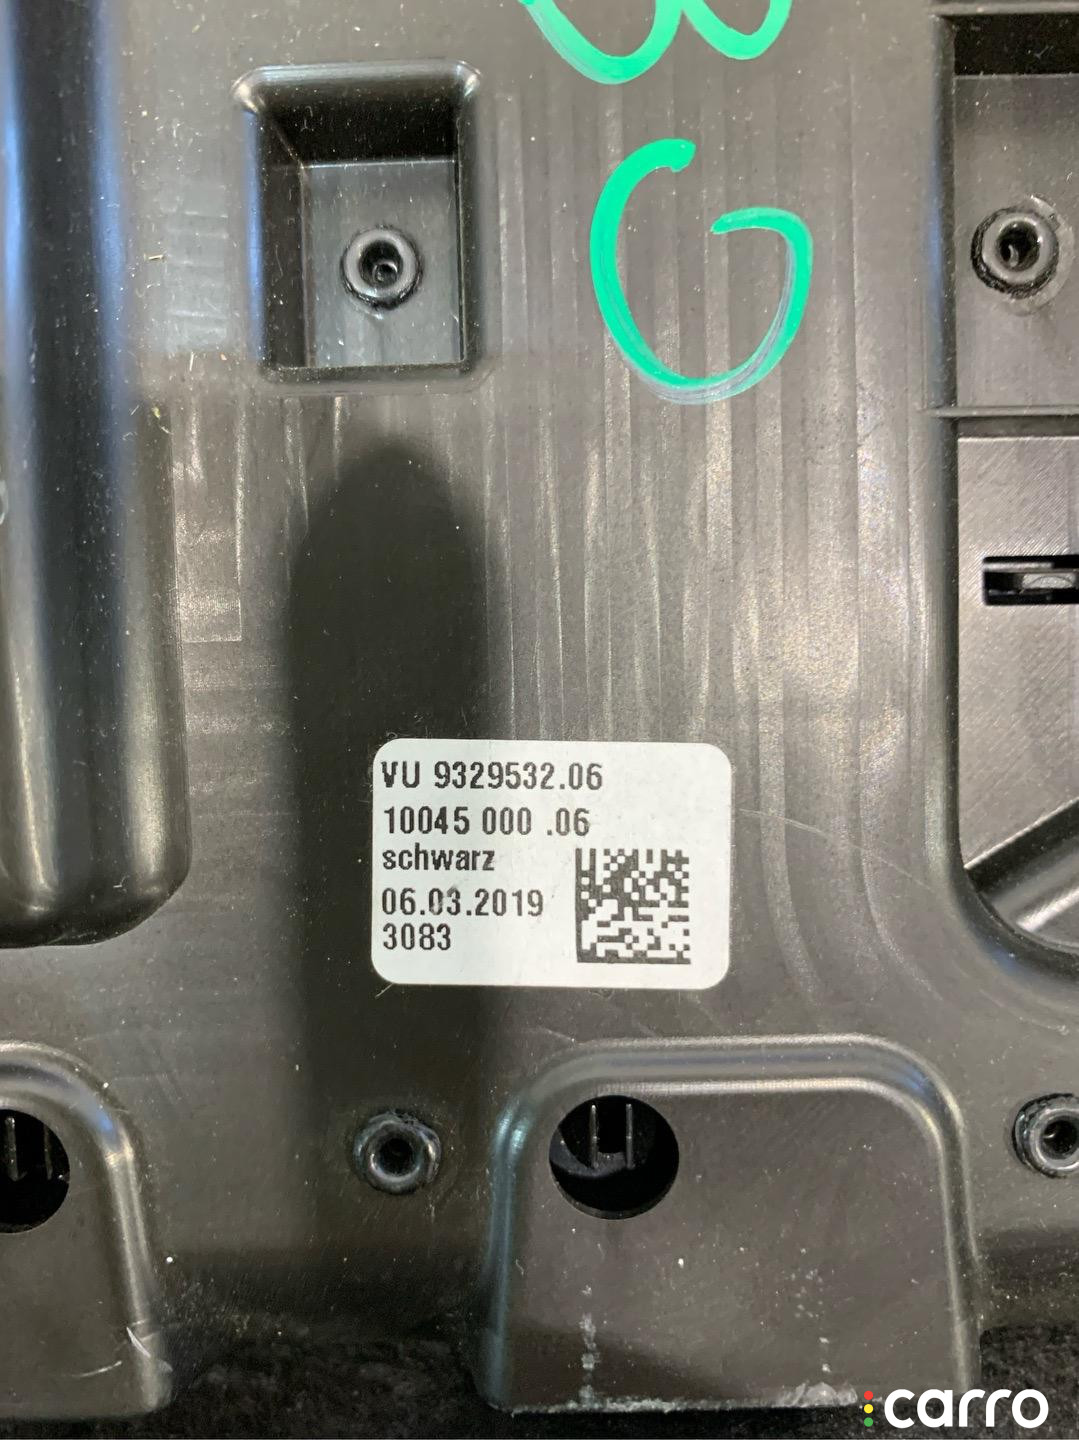 G
VU 9329532.06
10045 000 .06
schwarz
06.03.2019
3083
carro